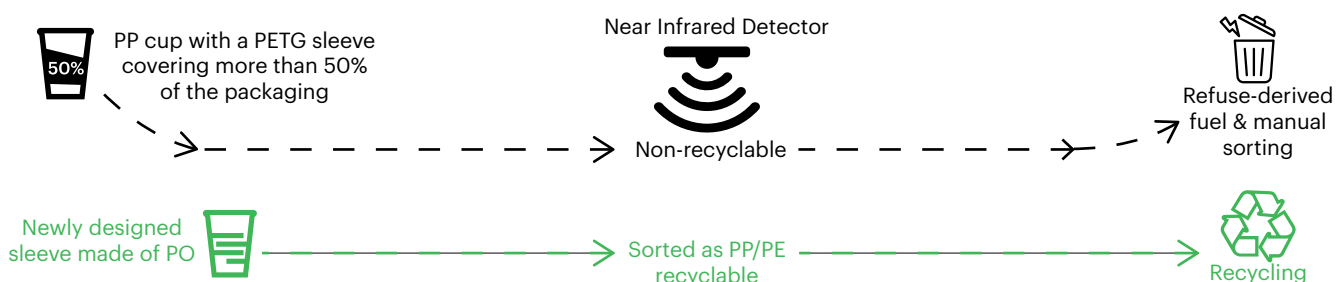 50%
PP cup with a PETG sleeve
covering more than 50%
of the packaging
Near Infrared Detector
Non-recyclable
Refuse-derived
fuel & manual
sorting
Newly designed
sleeve made of PO
Sorted as PP/PE
recyclable
Recycling